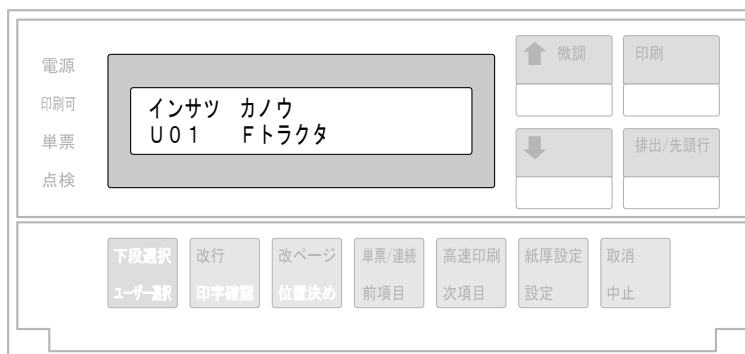 電源
印刷可
単票
点検
インサツ カノウ
U01 Fトラクタ
微調
印刷
排出/先頭行
下段選択
ユーザー選択
改行
印字確認
改ページ
位置決め
単票/連続
前項目
高速印刷
次項目
紙厚設定
設定
取消
中止